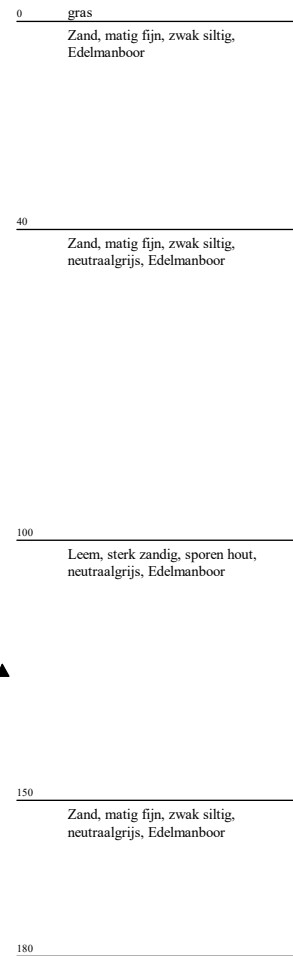 0 gras
Zand, matig fijn, zwak siltig,
Edelmanboor
40
Zand, matig fijn, zwak siltig,
neutraalgrijs, Edelmanboor
100
Leem, sterk zandig, sporen hout,
neutraalgrijs, Edelmanboor
150
Zand, matig fijn, zwak siltig,
neutraalgrijs, Edelmanboor
180